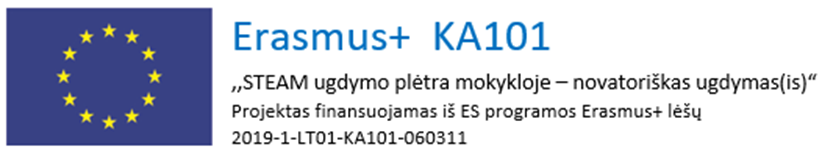 Erasmus+ KA101
,,STEAM ugdymo plėtra mokykloje – novatoriškas ugdymas(is)“
Projektas finansuojamas iš ES programos Erasmus+ lėšų
2019-1-LT01-KA101-060311